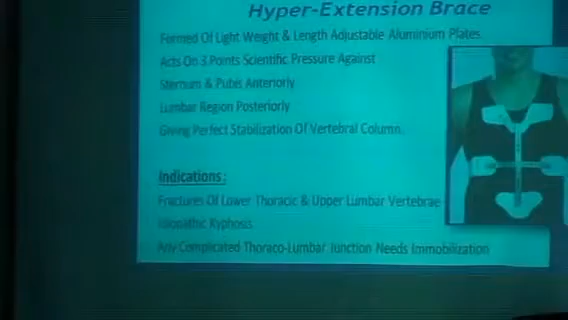 Hyper-Extension Brace
Formed Of Light Weight & Length Adjustable Aluminium Plates.
Acts On 3 Points Scientific Pressure Against
Sternum & Pubis Anteriorly
Lumbar Region Posteriorly
Giving Perfect Stabilization Of Vertebral Column.
Indications:
Fractures Of Lower Thoracic & Upper Lumbar Vertebrae
Idiopathic Kyphosis
Any Complicated Thoraco-Lumbar Junction Needs Immobilization